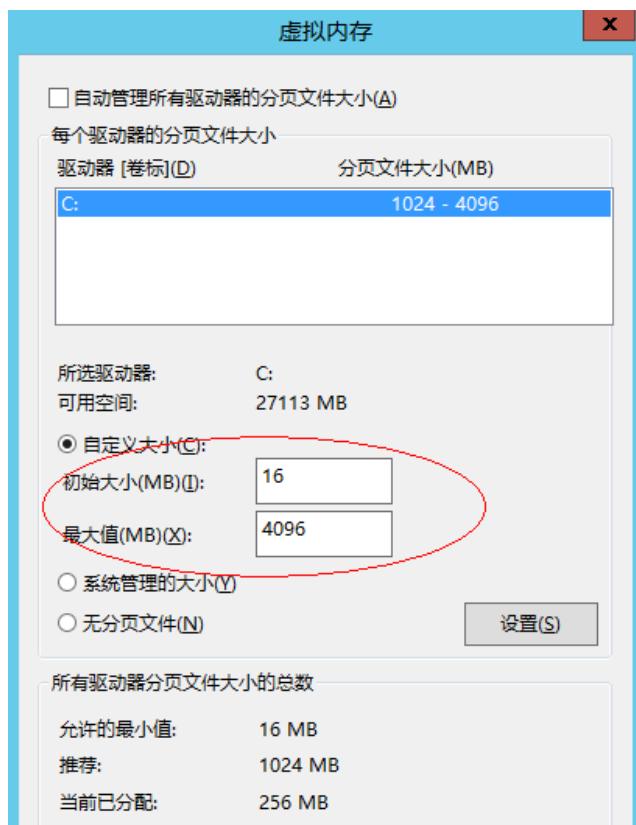 虚拟内存
x
自动管理所有驱动器的分页文件大小(A)
每个驱动器的分页文件大小
驱动器 [卷标](D) 分页文件大小(MB)
C: 1024 - 4096
所选驱动器: C:
可用空间: 27113 MB
自定义大小(C):
初始大小(MB)(I): 16
最大值(MB)(X): 4096
系统管理的大小(Y)
无分页文件(N) 设置(S)
所有驱动器分页文件大小的总数
允许的最小值: 16 MB
推荐: 1024 MB
当前已分配: 256 MB